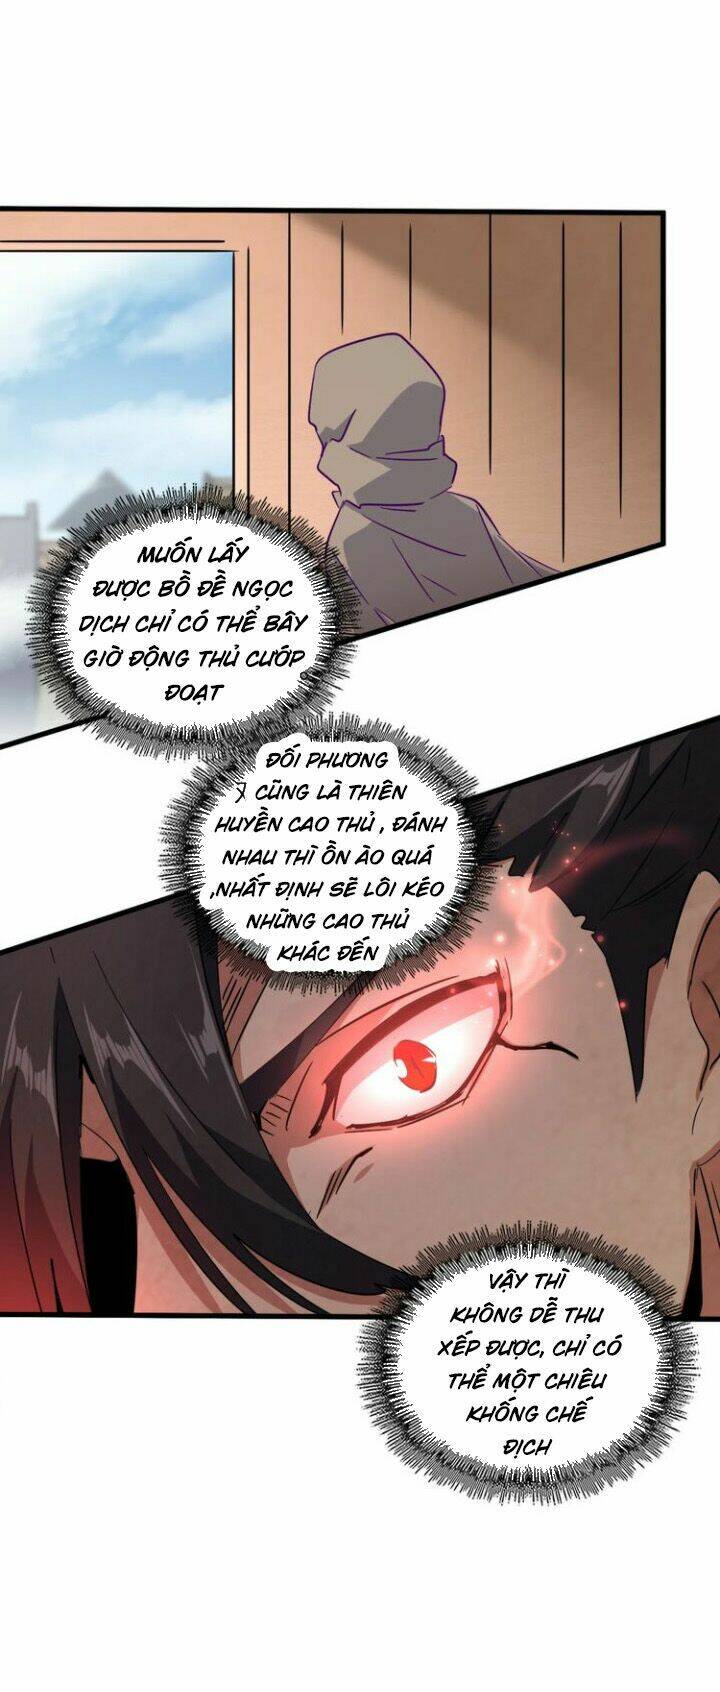 MUỐN LẤY
ĐƯỢC BỒ ĐỀ NGỌC
DỊCH CHỈ CÓ THỂ BÂY
GIỜ ĐỘNG THỦ CƯỚP
ĐOẠT
ĐỐI PHƯƠNG
CŨNG LÀ THIÊN
HUYỀN CAO THỦ , ĐÁNH
NHAU THÌ ỒN ÀO QUÁ
,NHẤT ĐỊNH SẼ LÔI KÉO
NHỮNG CAO THỦ
KHÁC ĐẾN
VẬY THÌ
KHÔNG DỄ THU
XẾP ĐƯỢC, CHỈ CÓ
THỂ MỘT CHIÊU
KHỐNG CHẾ
ĐỊCH